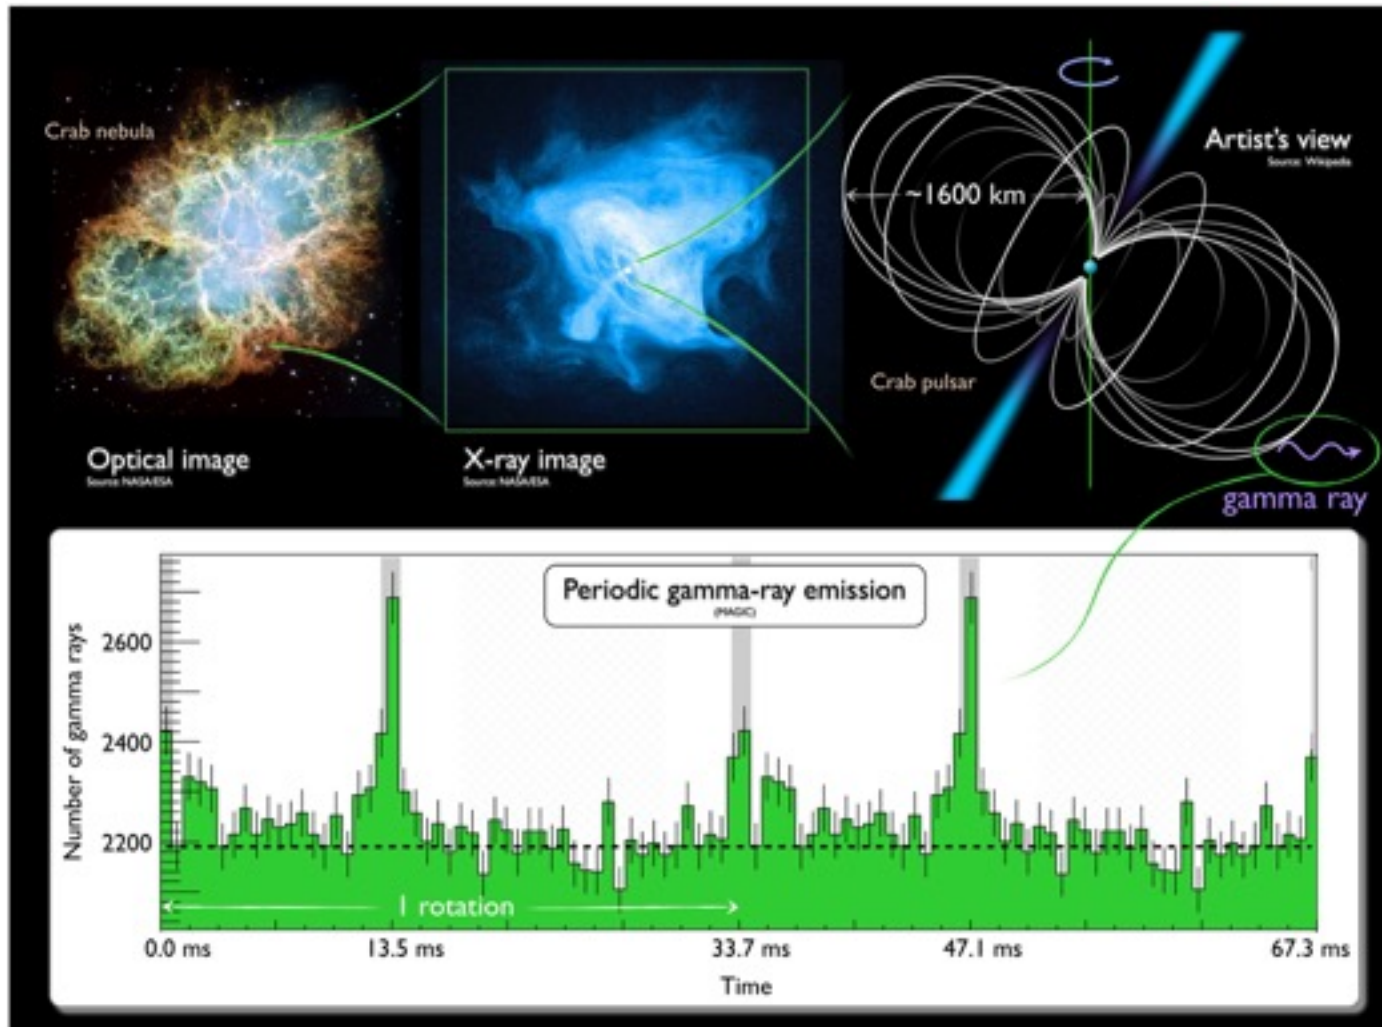 Crab nebula
Artist's view
Source: Wikipedia
~1600 km
Crab pulsar
Optical image
Source: NASA/ESA
X-ray image
Source: NASA/ESA
gamma ray
Periodic gamma-ray emission
(MAGIC)
Number of gamma rays
2600
2400
2200
1 rotation
0.0 ms
13.5 ms
33.7 ms
47.1 ms
67.3 ms
Time